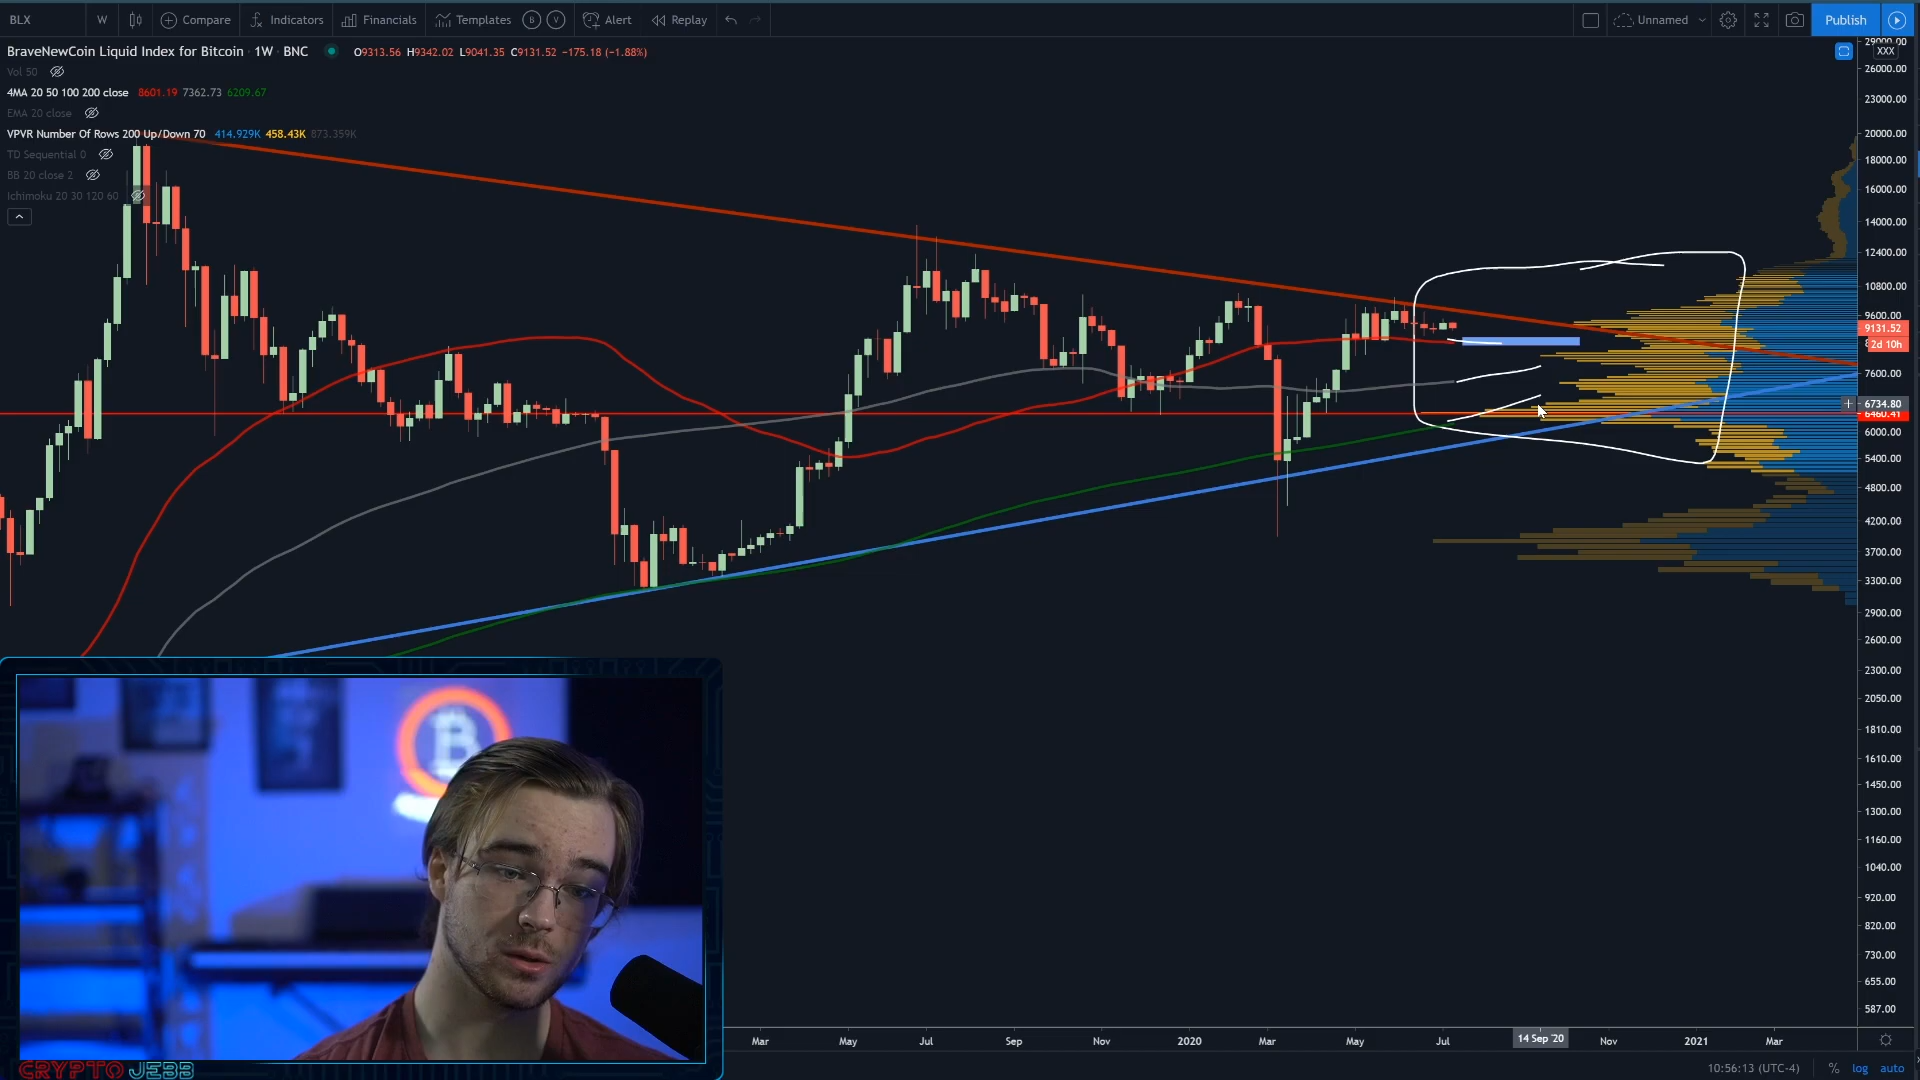 BLX W Compare Indicators Financials Templates B V Alert Replay Unnamed Publish
BraveNewCoin Liquid Index for Bitcoin · 1W · BNC O9313.56 H9342.02 L9041.35 C9131.52 −175.18 (−1.88%)
Vol 50
4MA 20 50 100 200 close 8601.19 7362.73 6209.67
EMA 20 close
VPVR Number Of Rows 200 Up/Down 70 414.929K 458.43K 873.359K
TD Sequential 0
BB 20 close 2
Ichimoku 20 30 120 60
29000.00
XXX
26000.00
23000.00
20000.00
18000.00
16000.00
14000.00
12400.00
10800.00
9600.00
9131.52
2d 10h
7600.00
6734.80
6460.41
6000.00
5400.00
4800.00
4200.00
3700.00
3300.00
2900.00
2600.00
2300.00
2050.00
1810.00
1610.00
1450.00
1300.00
1160.00
1040.00
920.00
820.00
730.00
655.00
587.00
Mar May Jul Sep Nov 2020 Mar May Jul 14 Sep '20 Nov 2021 Mar
10:56:13 (UTC-4) % log auto
B
CRYPTO JEBB